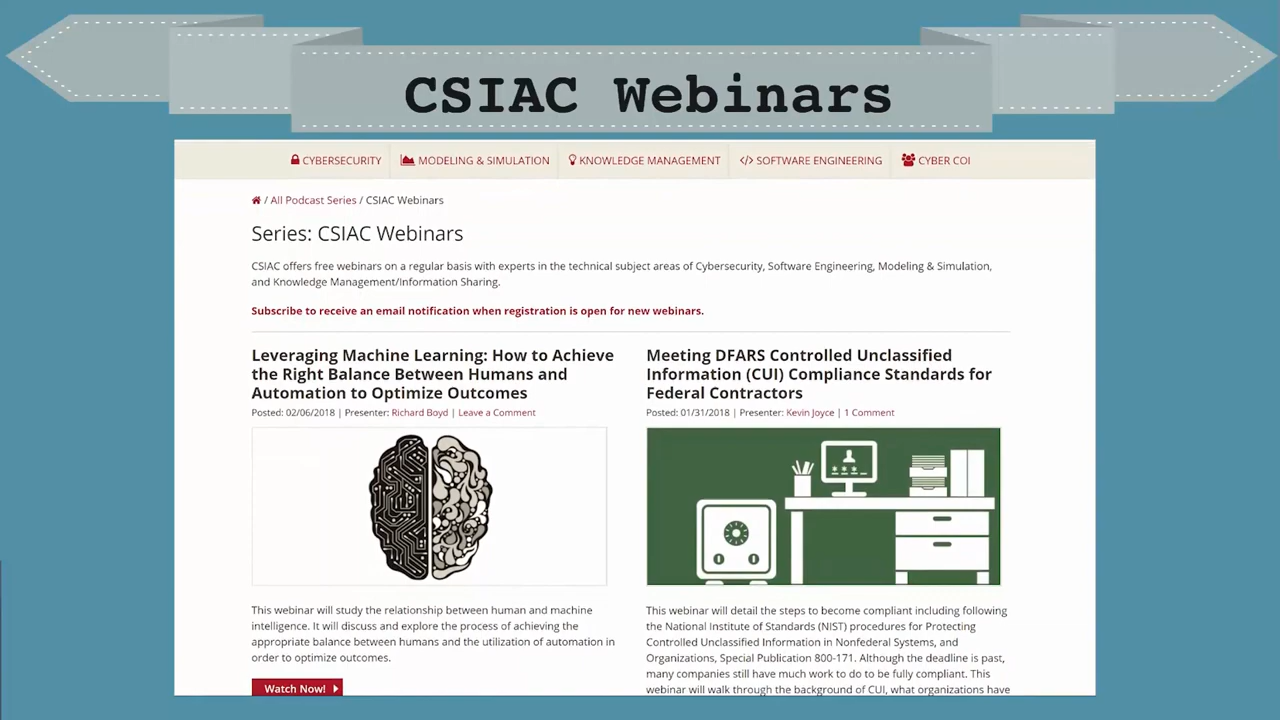 CSIAC Webinars
CYBERSECURITY MODELING & SIMULATION KNOWLEDGE MANAGEMENT </> SOFTWARE ENGINEERING CYBER COI
/ All Podcast Series / CSIAC Webinars
Series: CSIAC Webinars
CSIAC offers free webinars on a regular basis with experts in the technical subject areas of Cybersecurity, Software Engineering, Modeling & Simulation,
and Knowledge Management/Information Sharing.
Subscribe to receive an email notification when registration is open for new webinars.
Leveraging Machine Learning: How to Achieve
the Right Balance Between Humans and
Automation to Optimize Outcomes
Posted: 02/06/2018 | Presenter: Richard Boyd | Leave a Comment
This webinar will study the relationship between human and machine
intelligence. It will discuss and explore the process of achieving the
appropriate balance between humans and the utilization of automation in
order to optimize outcomes.
Watch Now!
Meeting DFARS Controlled Unclassified
Information (CUI) Compliance Standards for
Federal Contractors
Posted: 01/31/2018 | Presenter: Kevin Joyce | 1 Comment
This webinar will detail the steps to become compliant including following
the National Institute of Standards (NIST) procedures for Protecting
Controlled Unclassified Information in Nonfederal Systems, and
Organizations, Special Publication 800-171. Although the deadline is past,
many companies still have much work to do to be fully compliant. This
webinar will walk through the background of CUI, what organizations have